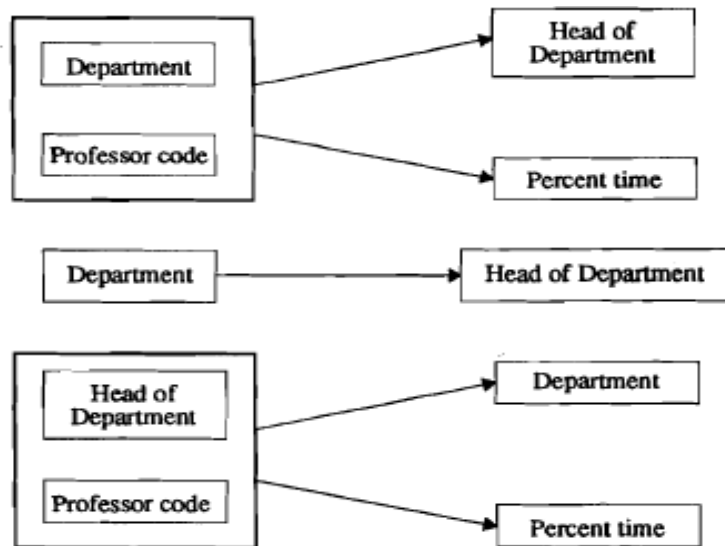 Department
Head of
Department
Professor code
Percent time
Department
Head of Department
Head of
Department
Department
Professor code
Percent time